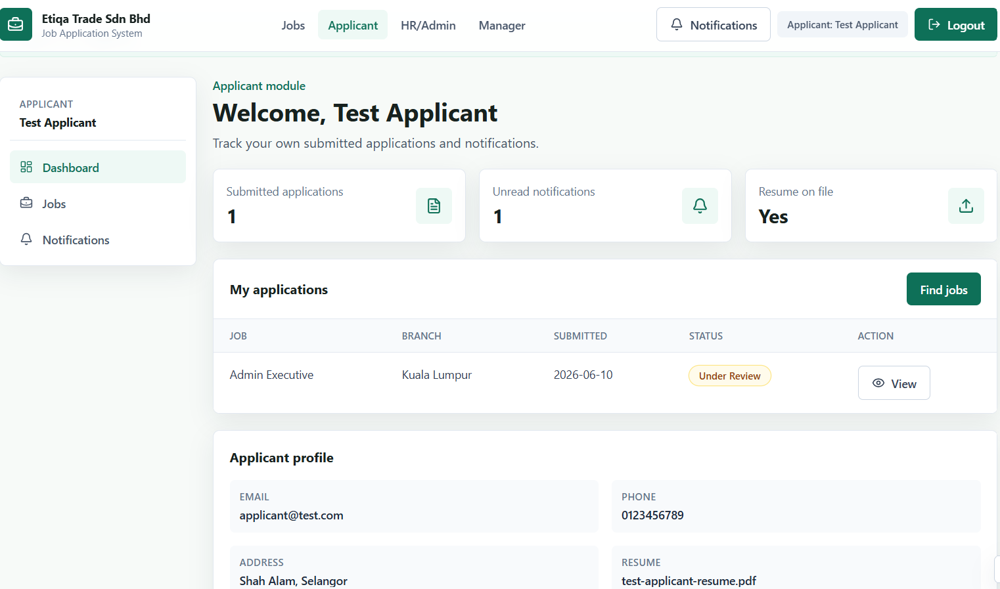 Etiqa Trade Sdn Bhd
Job Application System
Jobs
Applicant
HR/Admin
Manager
Notifications
Applicant: Test Applicant
Logout
APPLICANT
Test Applicant
Dashboard
Jobs
Notifications
Applicant module
Welcome, Test Applicant
Track your own submitted applications and notifications.
Submitted applications
1
Unread notifications
1
Resume on file
Yes
My applications
Find jobs
JOB BRANCH SUBMITTED STATUS ACTION
Admin Executive Kuala Lumpur 2026-06-10 Under Review View
Applicant profile
EMAIL
applicant@test.com
PHONE
0123456789
ADDRESS
Shah Alam, Selangor
RESUME
test-applicant-resume.pdf